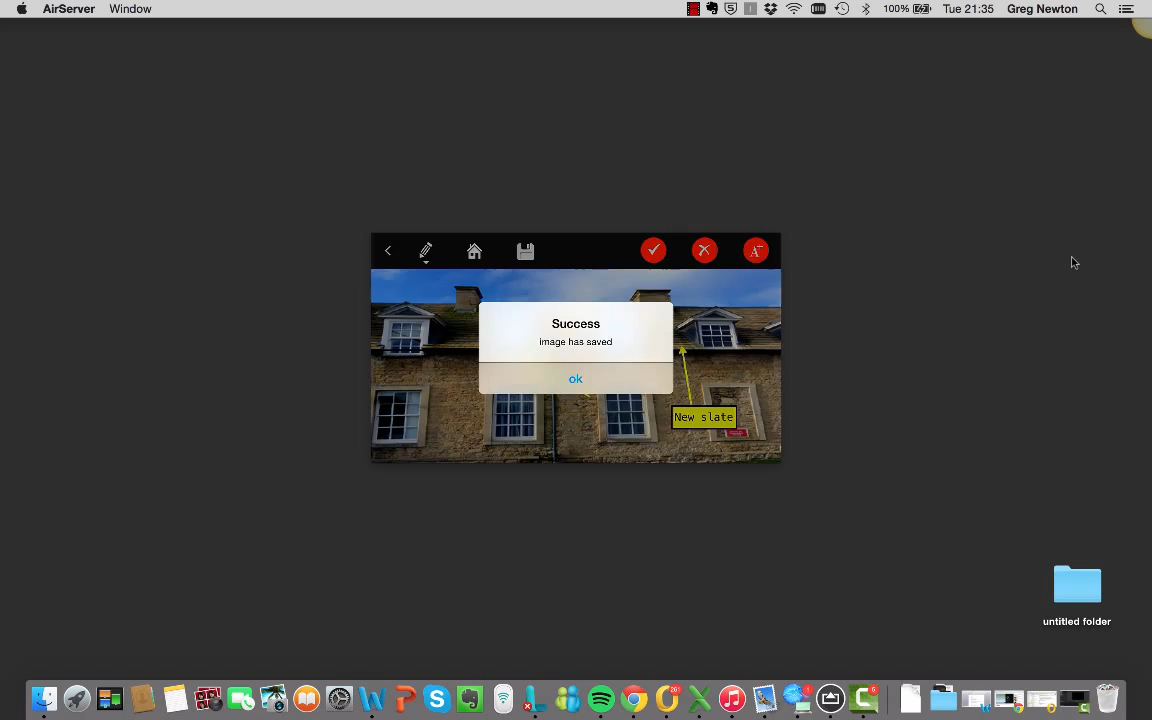 AirServer Window 100% Tue 21:35 Greg Newton
Success
image has saved
ok
New slate
untitled folder